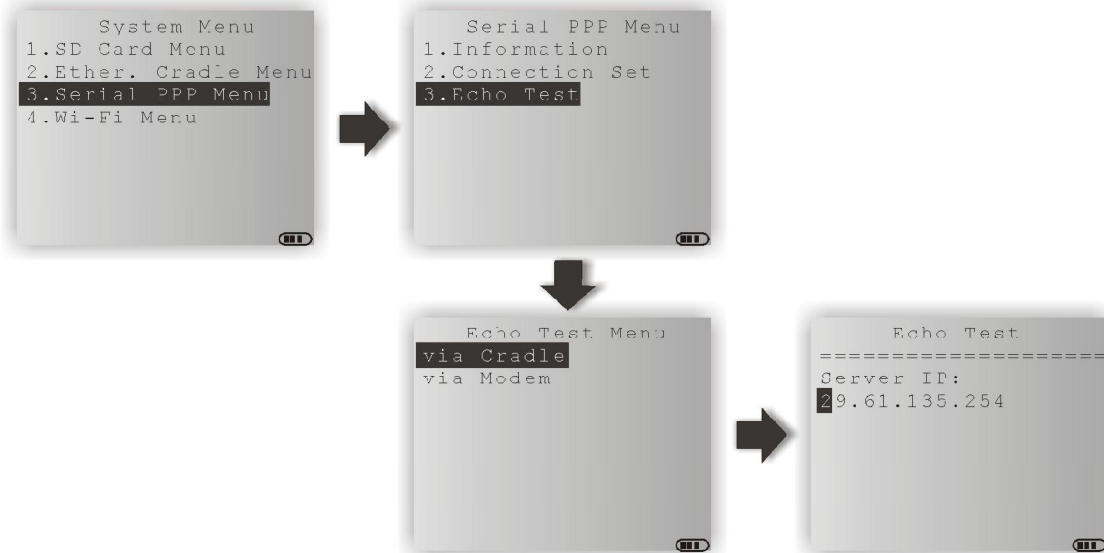 System Menu
1.SD Card Menu
2.Ether. Cradle Menu
3.Serial PPP Menu
4.Wi-Fi Menu
Serial PPP Menu
1.Information
2.Connection Set
3.Echo Test
Echo Test Menu
via Cradle
via Modem
Echo Test
====================
Server IP:
29.61.135.254